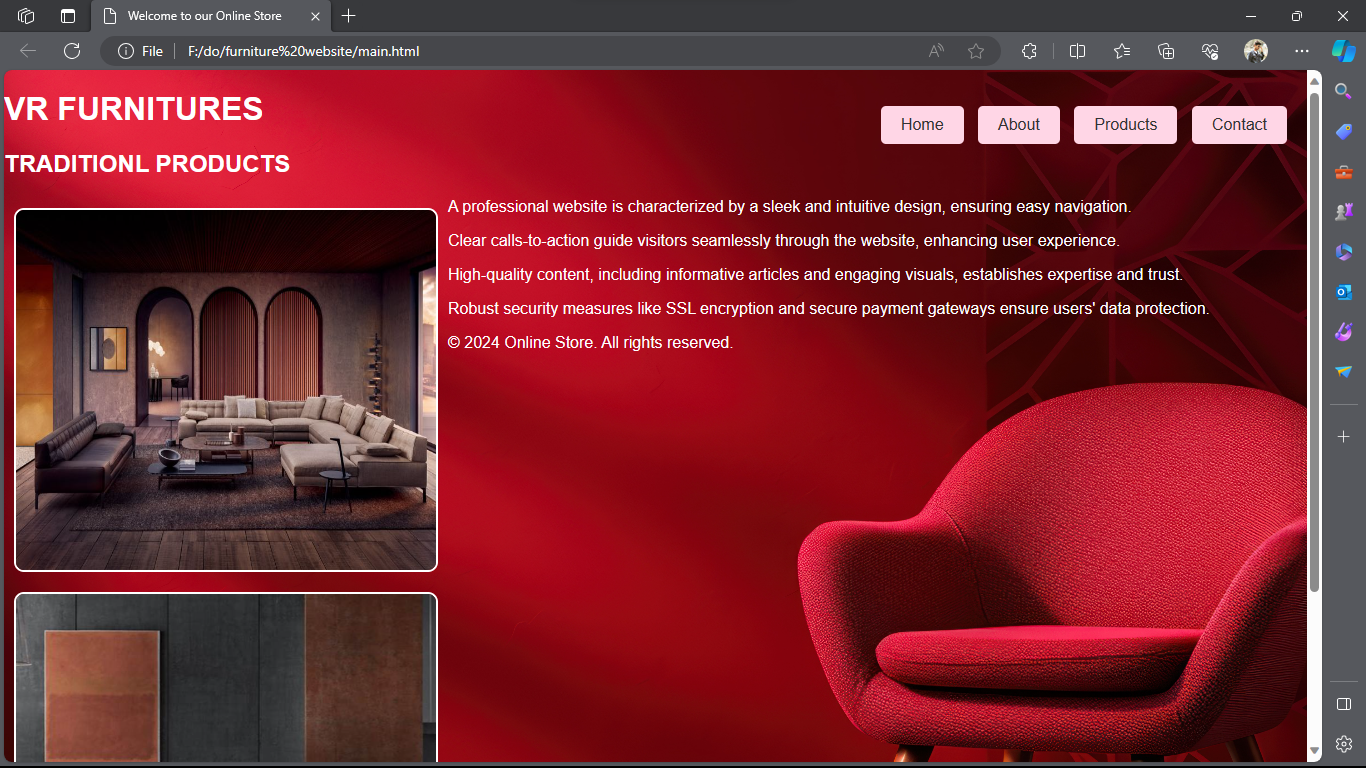 Welcome to our Online Store
File
F:/do/furniture%20website/main.html
VR FURNITURES
Home
About
Products
Contact
TRADITIONL PRODUCTS
A professional website is characterized by a sleek and intuitive design, ensuring easy navigation.
Clear calls-to-action guide visitors seamlessly through the website, enhancing user experience.
High-quality content, including informative articles and engaging visuals, establishes expertise and trust.
Robust security measures like SSL encryption and secure payment gateways ensure users' data protection.
© 2024 Online Store. All rights reserved.